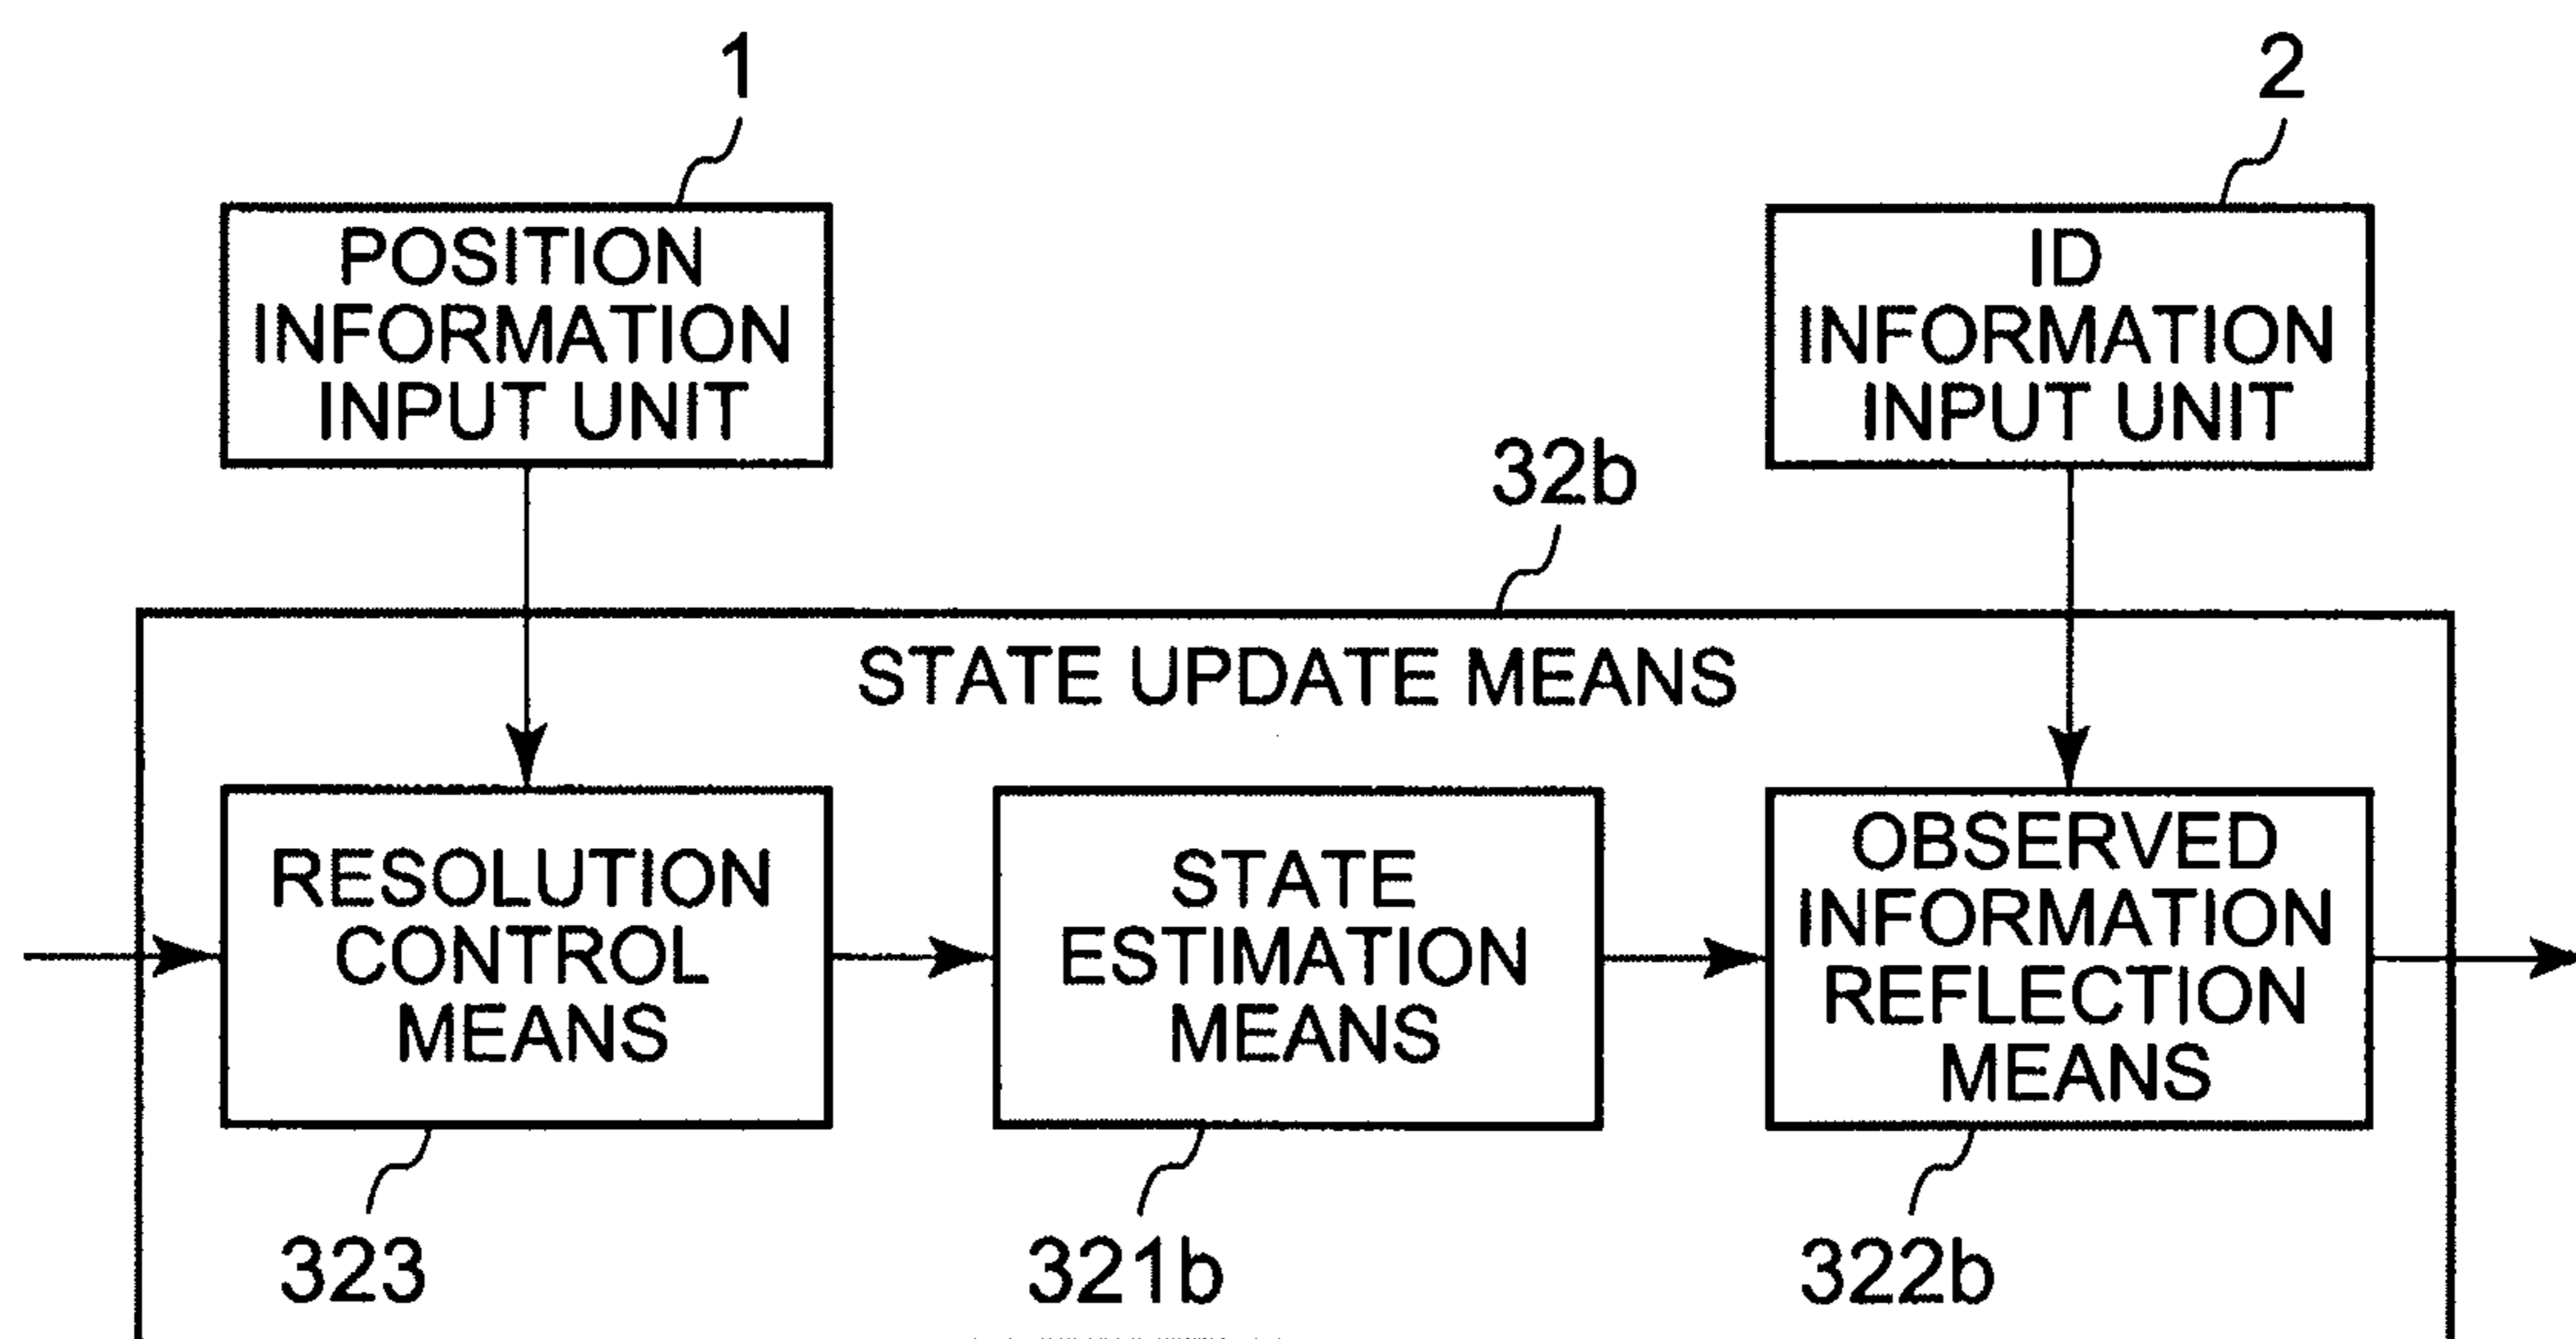 1
2
POSITION
INFORMATION
INPUT UNIT
ID
INFORMATION
INPUT UNIT
32b
STATE UPDATE MEANS
RESOLUTION
CONTROL
MEANS
STATE
ESTIMATION
MEANS
OBSERVED
INFORMATION
REFLECTION
MEANS
323
321b
322b